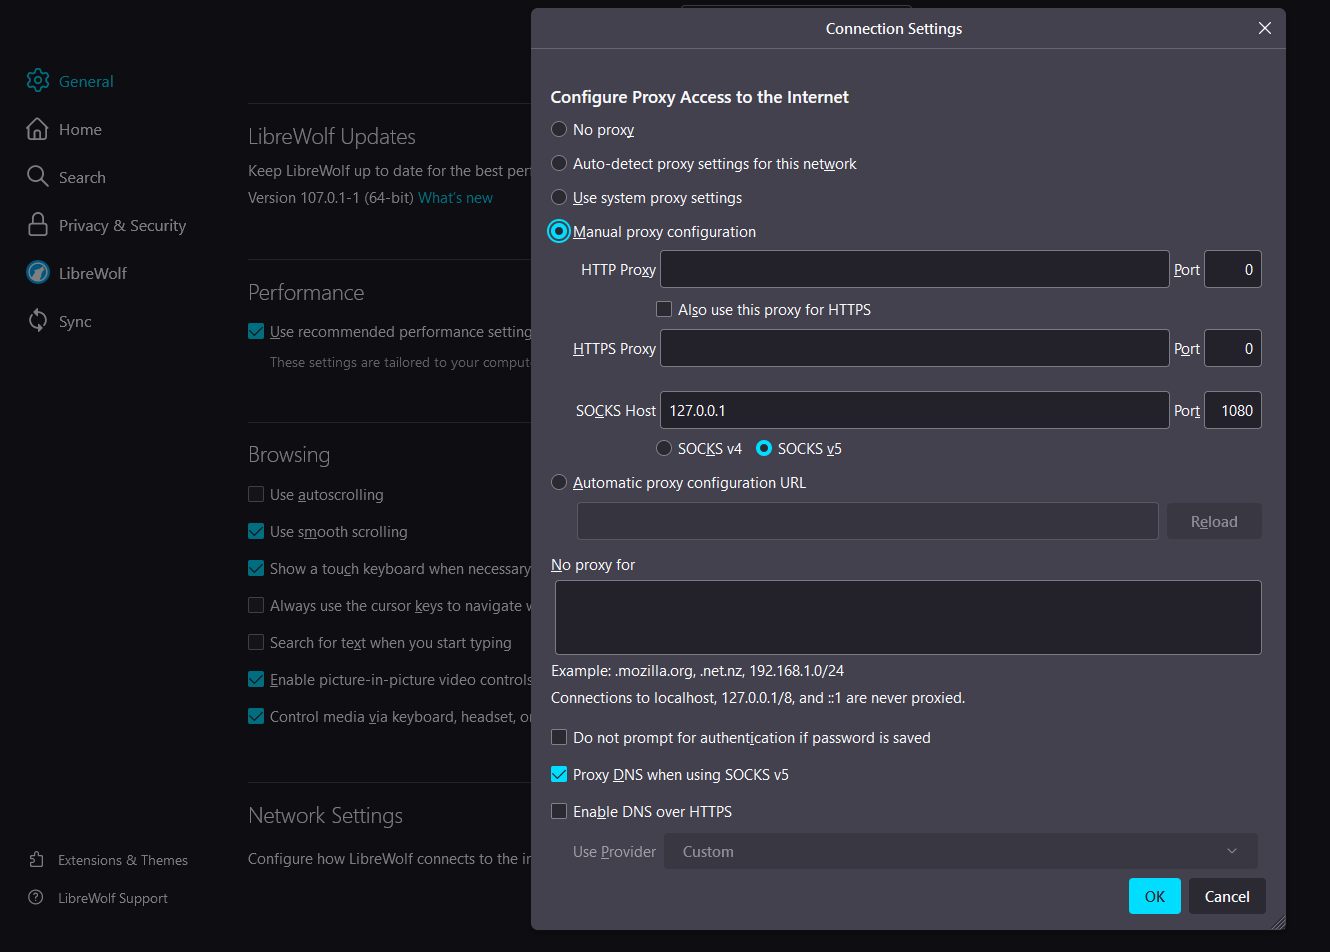 General
Home
Search
Privacy & Security
LibreWolf
Sync
Extensions & Themes
LibreWolf Support
LibreWolf Updates
Keep LibreWolf up to date for the best
Version 107.0.1-1 (64-bit) What's new
Performance
Use recommended performance setting
These settings are tailored to your
Browsing
Use autoscrolling
Use smooth scrolling
Show a touch keyboard when necessary
Always use the cursor keys to navigate
Search for text when you start typing
Enable picture-in-picture video controls
Control media via keyboard, headset,
Network Settings
Configure how LibreWolf connects to the
Connection Settings
Configure Proxy Access to the Internet
No proxy
Auto-detect proxy settings for this network
Use system proxy settings
Manual proxy configuration
HTTP Proxy Port 0
Also use this proxy for HTTPS
HTTPS Proxy Port 0
SOCKS Host 127.0.0.1 Port 1080
SOCKS v4 SOCKS v5
Automatic proxy configuration URL
Reload
No proxy for
Example: .mozilla.org, .net.nz, 192.168.1.0/24
Connections to localhost, 127.0.0.1/8, and ::1 are never proxied.
Do not prompt for authentication if password is saved
Proxy DNS when using SOCKS v5
Enable DNS over HTTPS
Use Provider Custom
OK Cancel